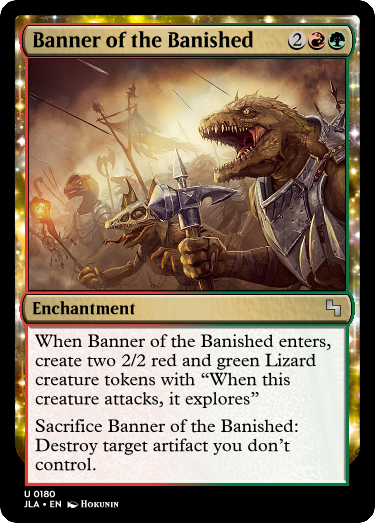 Banner of the Banished 2
Enchantment
When Banner of the Banished enters,
create two 2/2 red and green Lizard
creature tokens with “When this
creature attacks, it explores”
Sacrifice Banner of the Banished:
Destroy target artifact you don’t
control.
U 0180
JLA • EN Hokunin